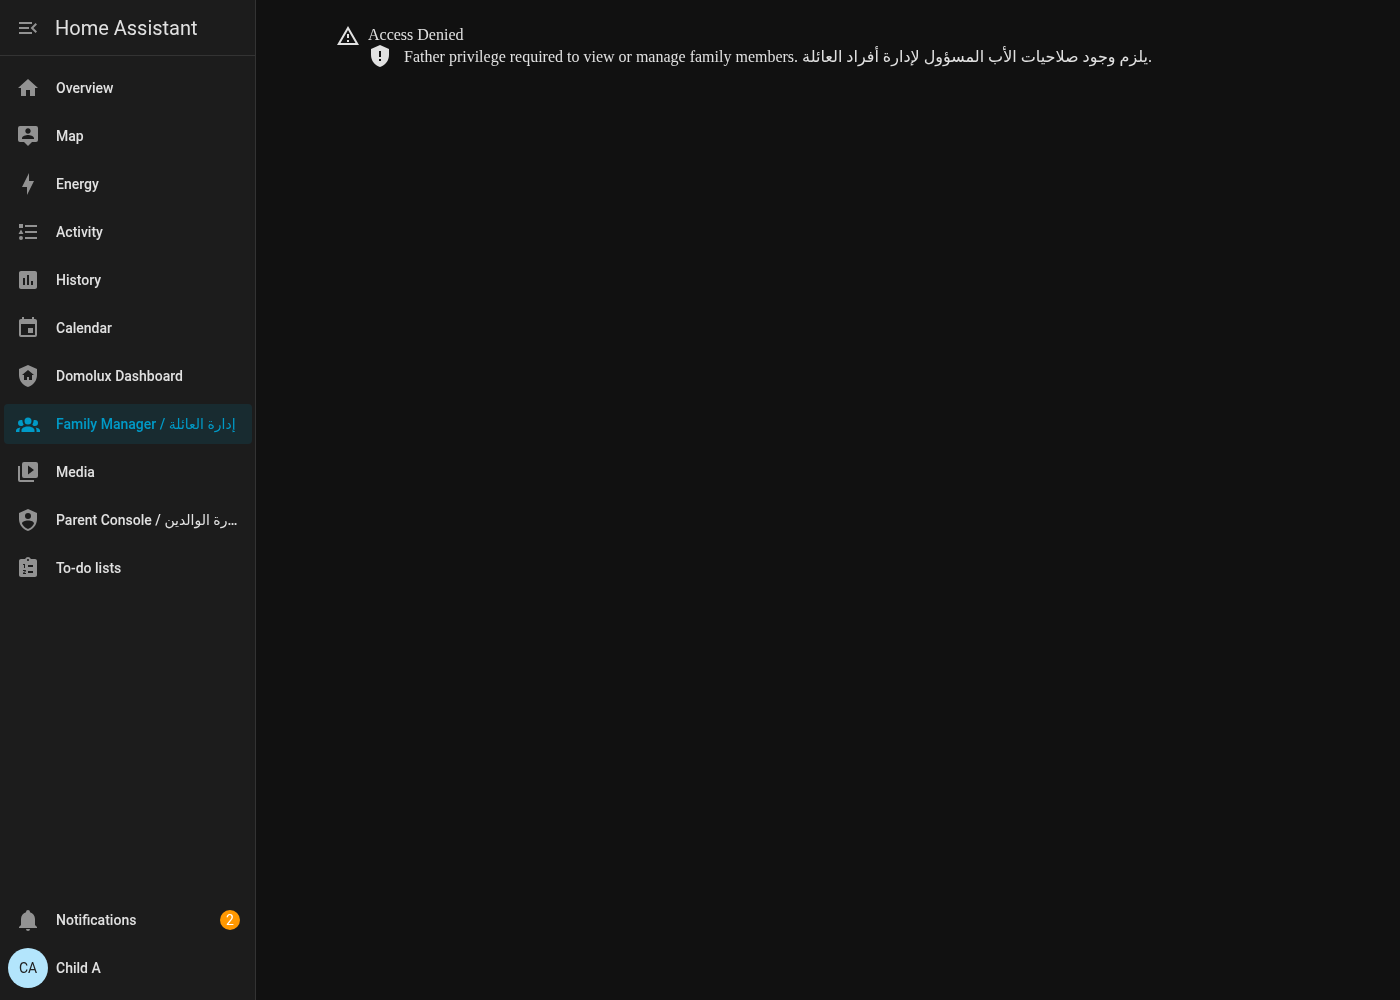 Home Assistant
Overview
Map
Energy
Activity
History
Calendar
Domolux Dashboard
Family Manager / إدارة العائلة
Media
Parent Console / رة الوالدين...
To-do lists
Notifications
2
CA
Child A
Access Denied
Father privilege required to view or manage family members. يلزم وجود صلاحيات الأب المسؤول لإدارة أفراد العائلة.